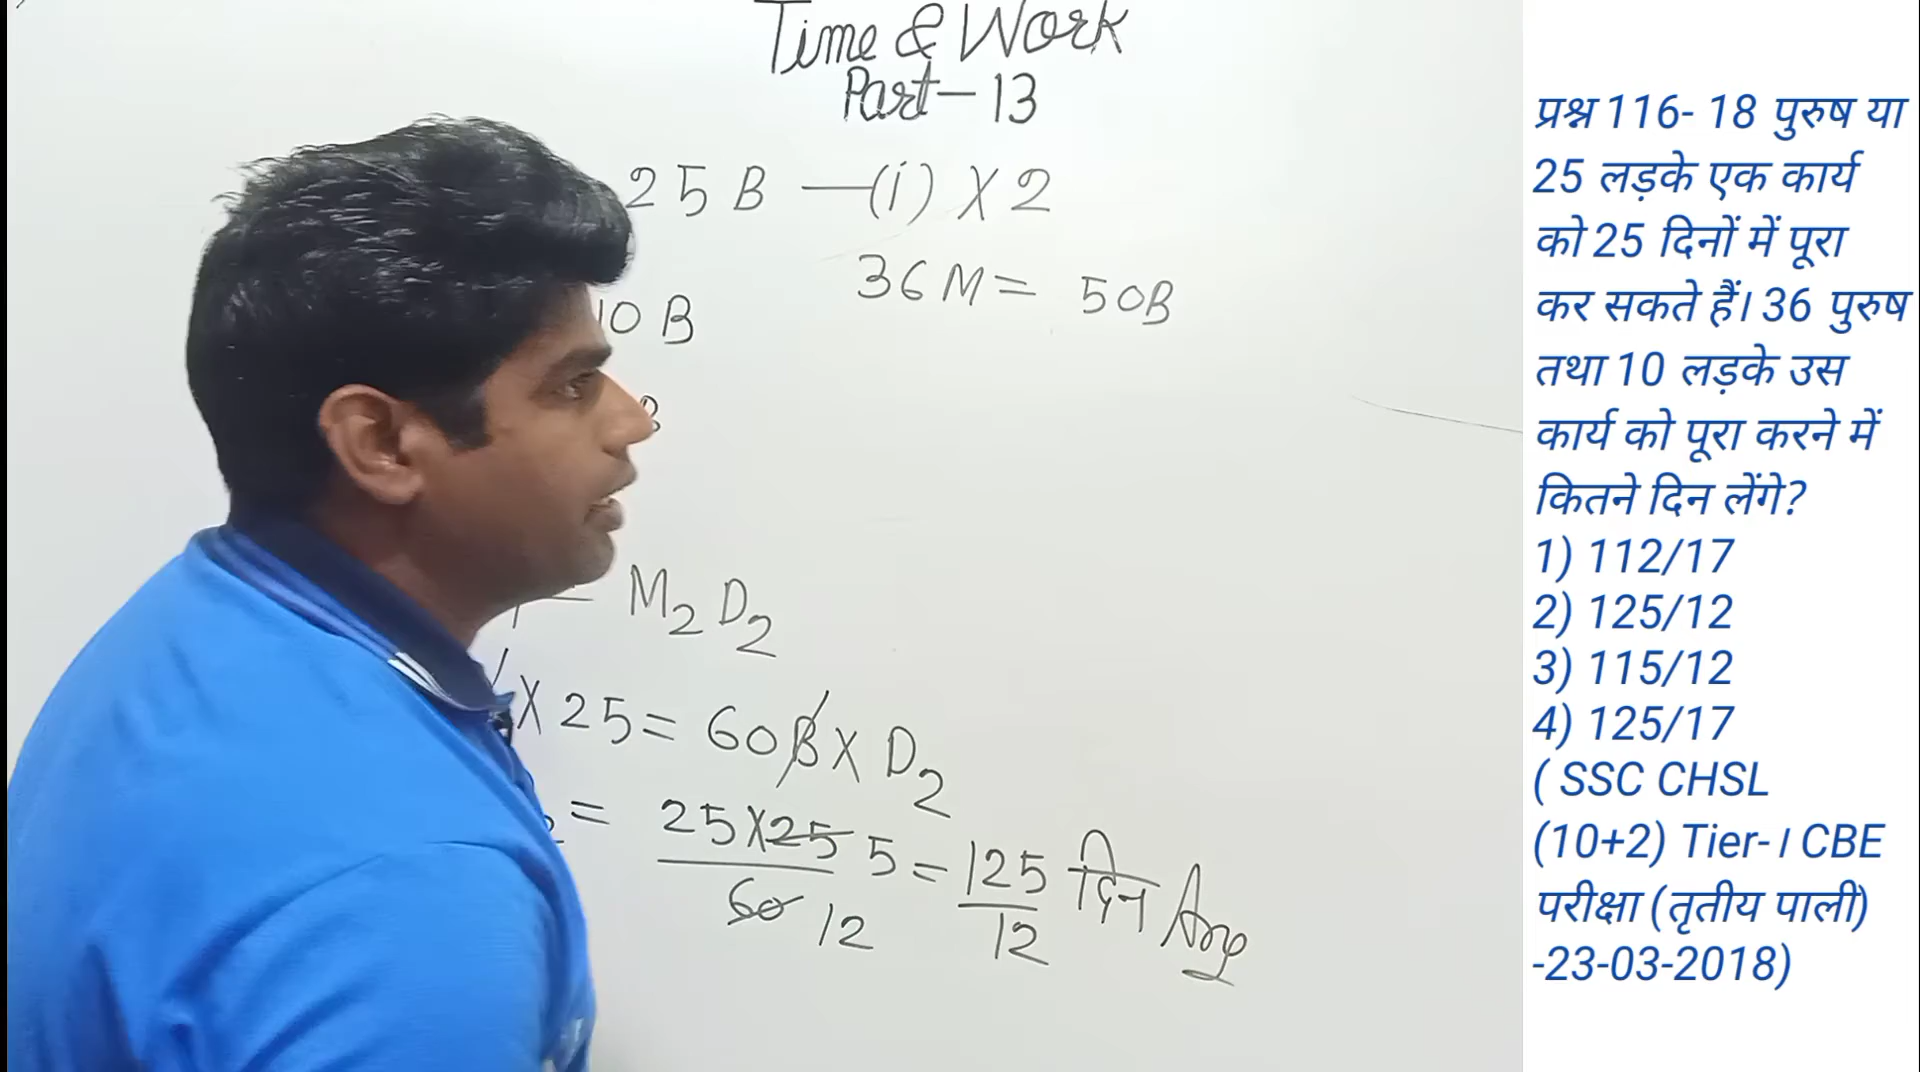 Time & Work
Part-13
25 B —(i) X 2
36 M = 50B
10 B
B
= M₂ D₂
X 25 = 60B X D₂
= 25X25 5 = 125 दिन Ans
60 12 12
प्रश्न 116- 18 पुरुष या
25 लड़के एक कार्य
को 25 दिनों में पूरा
कर सकते हैं। 36 पुरुष
तथा 10 लड़के उस
कार्य को पूरा करने में
कितने दिन लेंगे?
1) 112/17
2) 125/12
3) 115/12
4) 125/17
( SSC CHSL
(10+2) Tier-। CBE
परीक्षा (तृतीय पाली)
-23-03-2018)